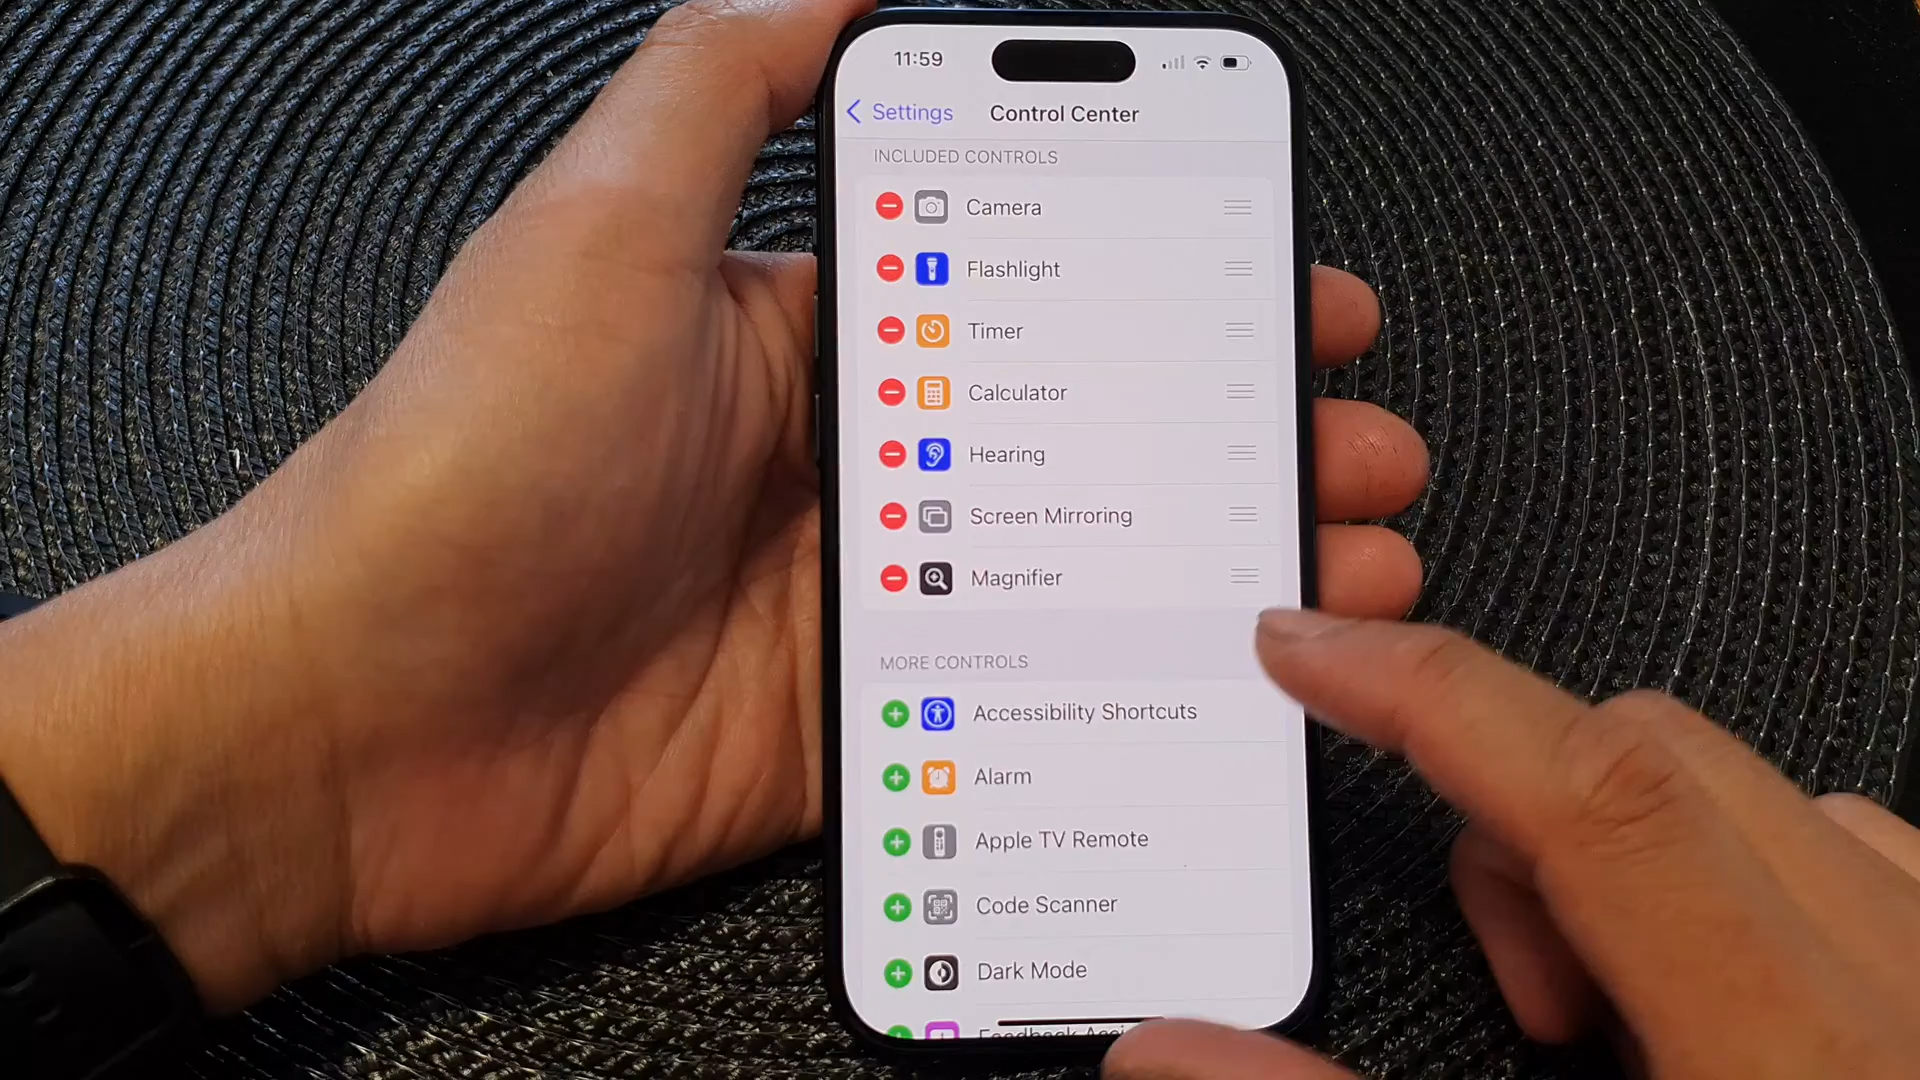 11:59
Settings
Control Center
INCLUDED CONTROLS
Camera
Flashlight
Timer
Calculator
Hearing
Screen Mirroring
Magnifier
MORE CONTROLS
Accessibility Shortcuts
Alarm
Apple TV Remote
Code Scanner
Dark Mode
Feedback